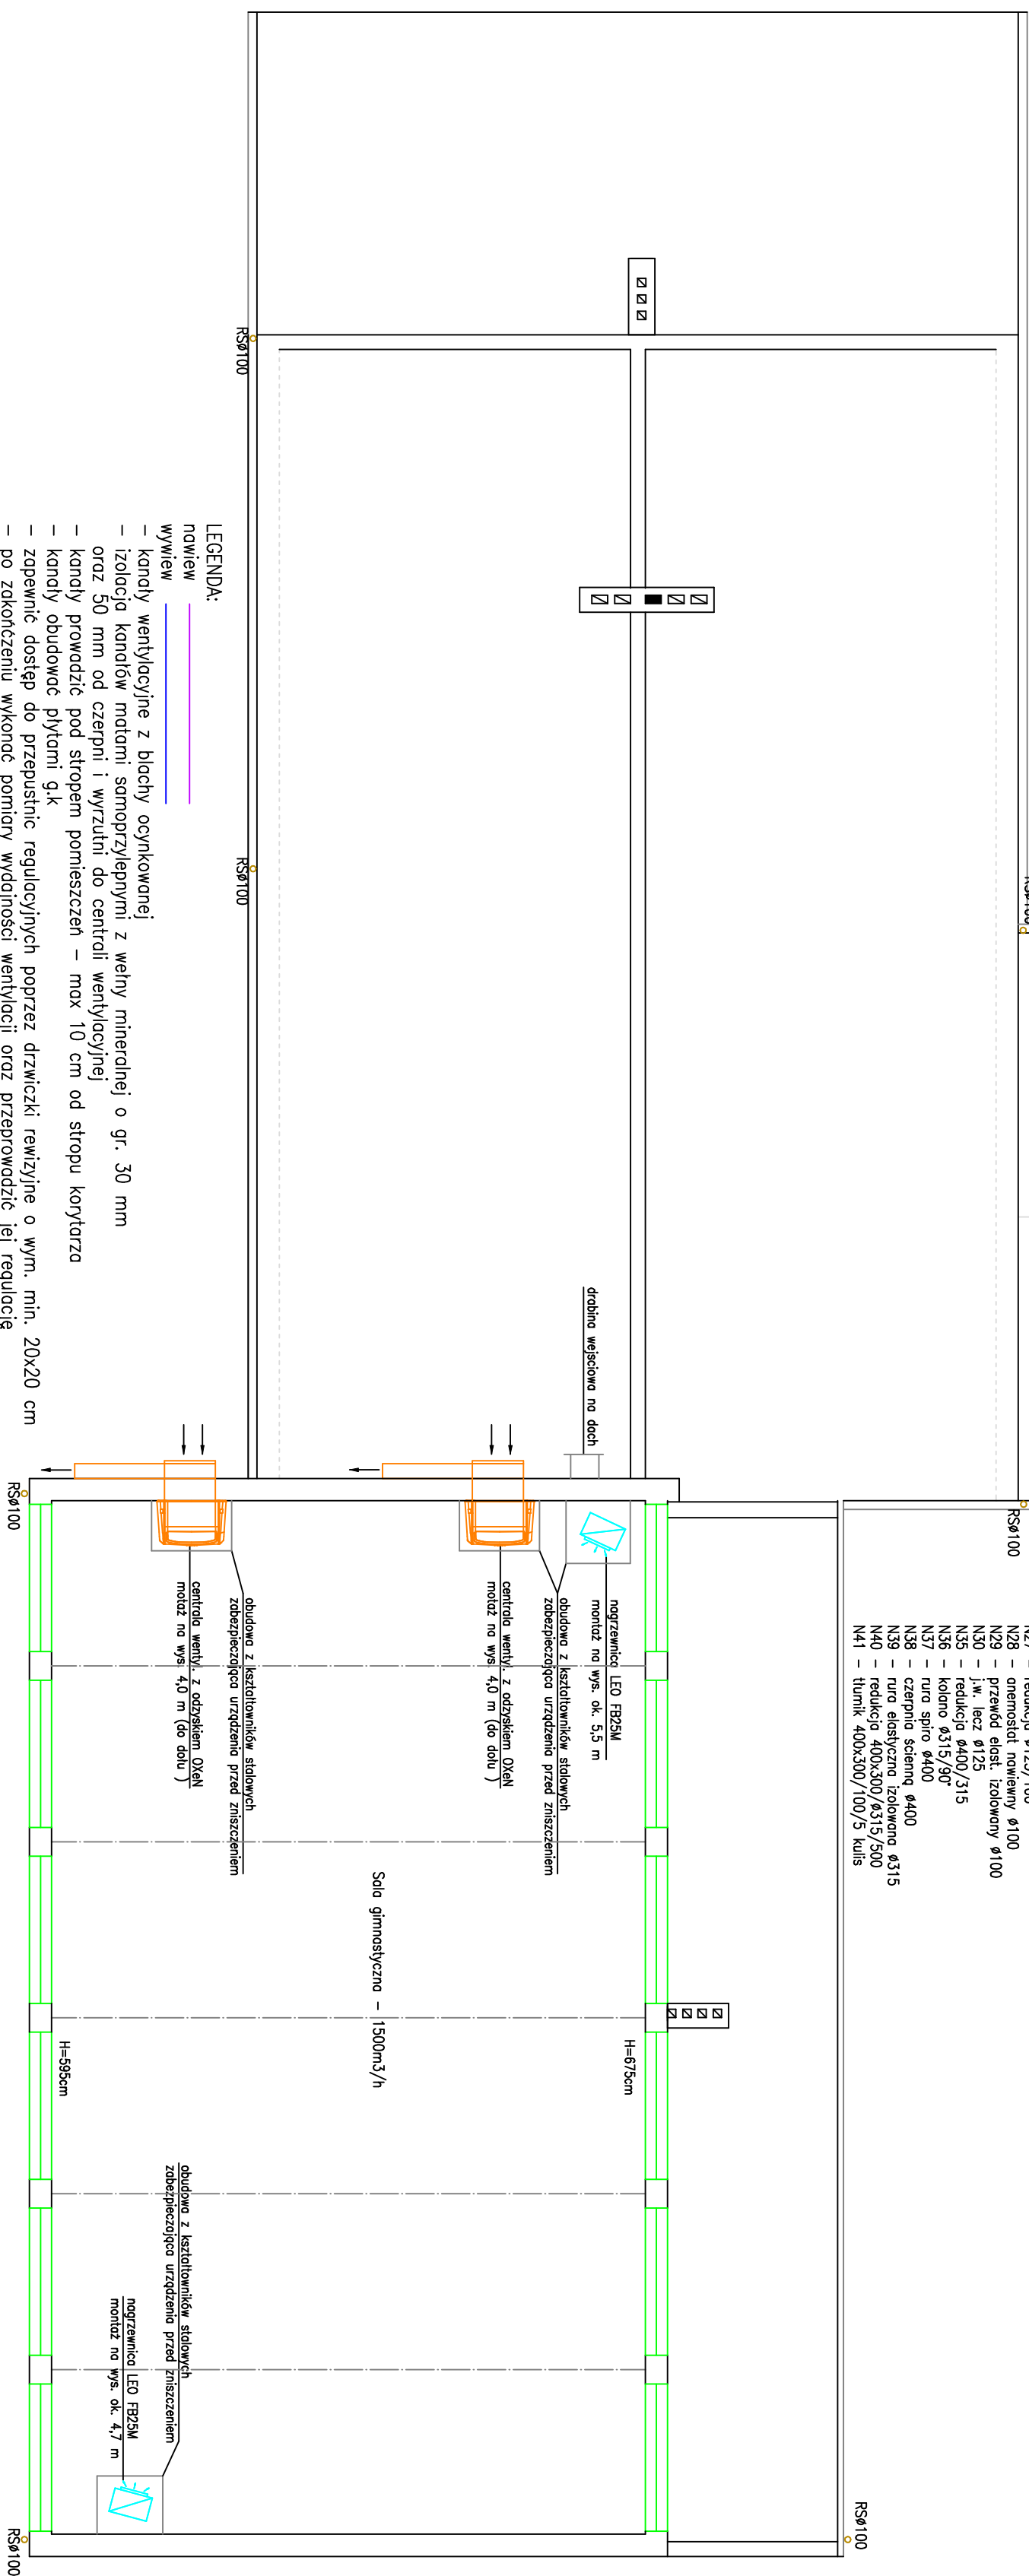 N28 – anemostat nawiewny Ø100
N29 – przewód elast. izolowany Ø100
N30 – j.w. lecz Ø125
N35 – redukcja Ø400/315
N36 – kolano Ø315/90°
N37 – rura spiro Ø400
N38 – czerpnia ścienną Ø400
N39 – rura elastyczna izolowana Ø315
N40 – redukcja 400x300/Ø315/500
N41 – tłumik 400x300/100/5 kulis
RSØ100
RSØ100
RSØ100
drabina wejsciowa na dach
nagrzewnica LEO FB25M
montaż na wys. ok. 5,5 m
obudowa z kształtowników stalowych
zabezpieczająca urządzenia przed zniszczeniem
centrala wentyl. z odzyskiem OXeN
motaż na wys. 4,0 m (do dołu )
obudowa z kształtowników stalowych
zabezpieczająca urządzenia przed zniszczeniem
centrala wentyl. z odzyskiem OXeN
motaż na wys. 4,0 m (do dołu )
H=675cm
Sala gimnastyczna – 1500m3/h
H=595cm
obudowa z kształtowników stalowych
zabezpieczająca urządzenia przed zniszczeniem
nagrzewnica LEO FB25M
montaż na wys. ok. 4,7 m
RSØ100
RSØ100
RSØ100
RSØ100
LEGENDA:
nawiew
wywiew
– kanały wentylacyjne z blachy ocynkowanej
– izolacja kanałów matami samoprzylepnymi z wełny mineralnej o gr. 30 mm
oraz 50 mm od czerpni i wyrzutni do centrali wentylacyjnej
– kanały prowadzić pod stropem pomieszczeń – max 10 cm od stropu korytarza
– kanały obudować płytami g.k
– zapewnić dostęp do przepustnic regulacyjnych poprzez drzwiczki rewizyjne o wym. min. 20x20 cm
– po zakończeniu wykonać pomiary wydajności wentylacji oraz przeprowadzić jej regulację